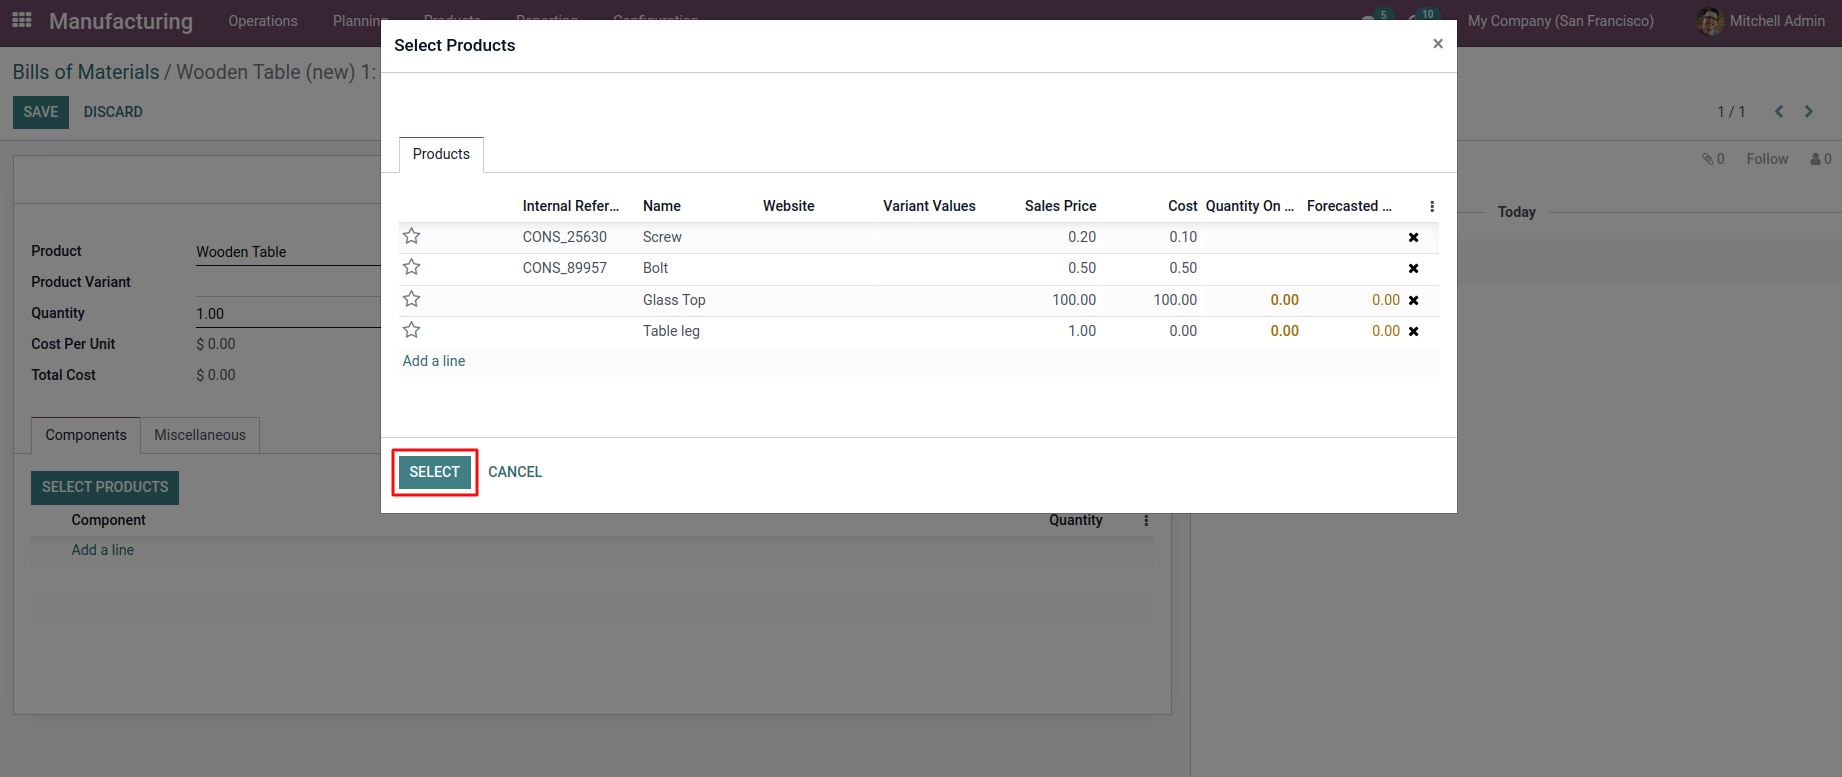 Manufacturing Operations Planning Products Reporting Configuration 5 10 My Company (San Francisco) Mitchell Admin
Select Products ×
Bills of Materials / Wooden Table (new) 1:
SAVE DISCARD 1 / 1
Products
0 Follow 0
Internal Refer... Name Website Variant Values Sales Price Cost Quantity On ... Forecasted ...
Today
CONS_25630 Screw 0.20 0.10
CONS_89957 Bolt 0.50 0.50
Glass Top 100.00 100.00 0.00 0.00
Table leg 1.00 0.00 0.00 0.00
Add a line
Product Wooden Table
Product Variant
Quantity 1.00
Cost Per Unit $ 0.00
Total Cost $ 0.00
Components Miscellaneous
SELECT CANCEL
SELECT PRODUCTS
Component Quantity
Add a line